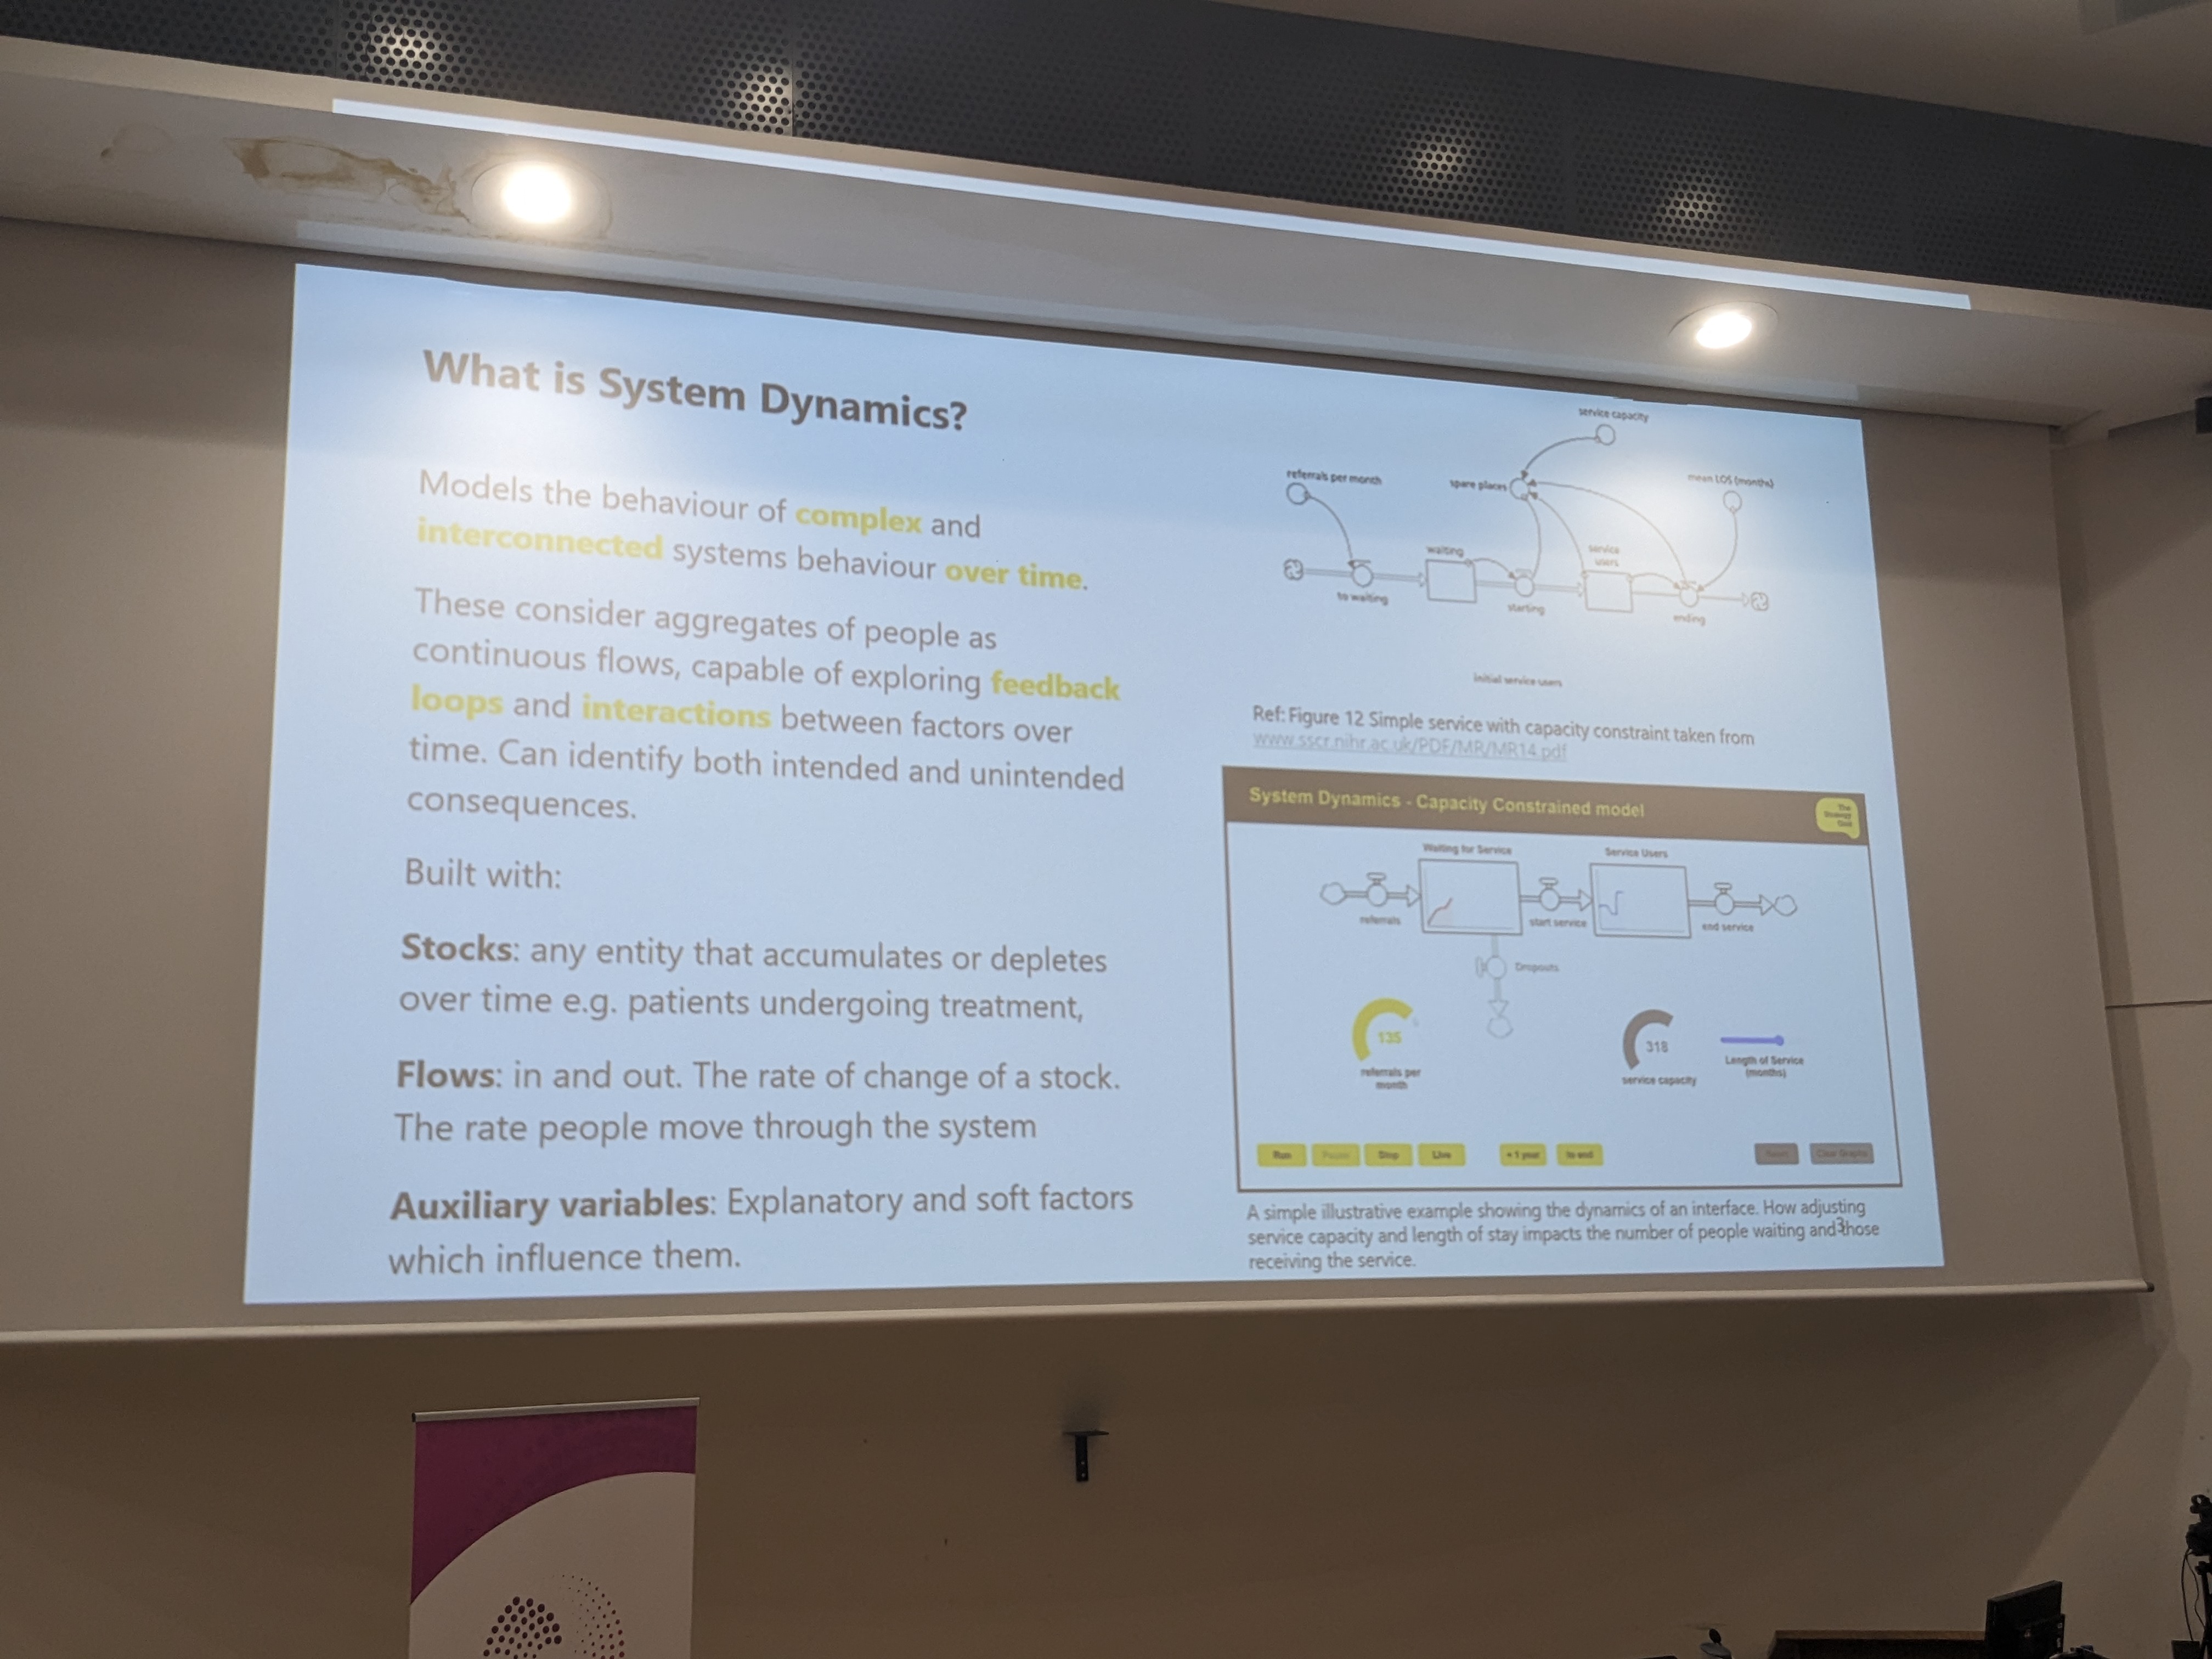 What is System Dynamics?
Models the behaviour of complex and
interconnected systems behaviour over time.
These consider aggregates of people as
continuous flows, capable of exploring feedback
loops and interactions between factors over
time. Can identify both intended and unintended
consequences.
Built with:
Stocks: any entity that accumulates or depletes
over time e.g. patients undergoing treatment,
Flows: in and out. The rate of change of a stock.
The rate people move through the system
Auxiliary variables: Explanatory and soft factors
which influence them.
service capacity
referrals per month
spare places
mean LOS (months)
waiting
service
users
to waiting
starting
ending
initial service users
Ref: Figure 12 Simple service with capacity constraint taken from
www.sscr.nihr.ac.uk/PDF/MR/MR14.pdf
System Dynamics - Capacity Constrained model
The
Strategy
Unit
Waiting for Service
Service Users
referrals
start service
end service
Dropouts
135
referrals per
month
318
service capacity
Length of Service
(months)
Run
Pause
Stop
Live
+ 1 year
to end
Clear Graphs
A simple illustrative example showing the dynamics of an interface. How adjusting
service capacity and length of stay impacts the number of people waiting and those
receiving the service.
3